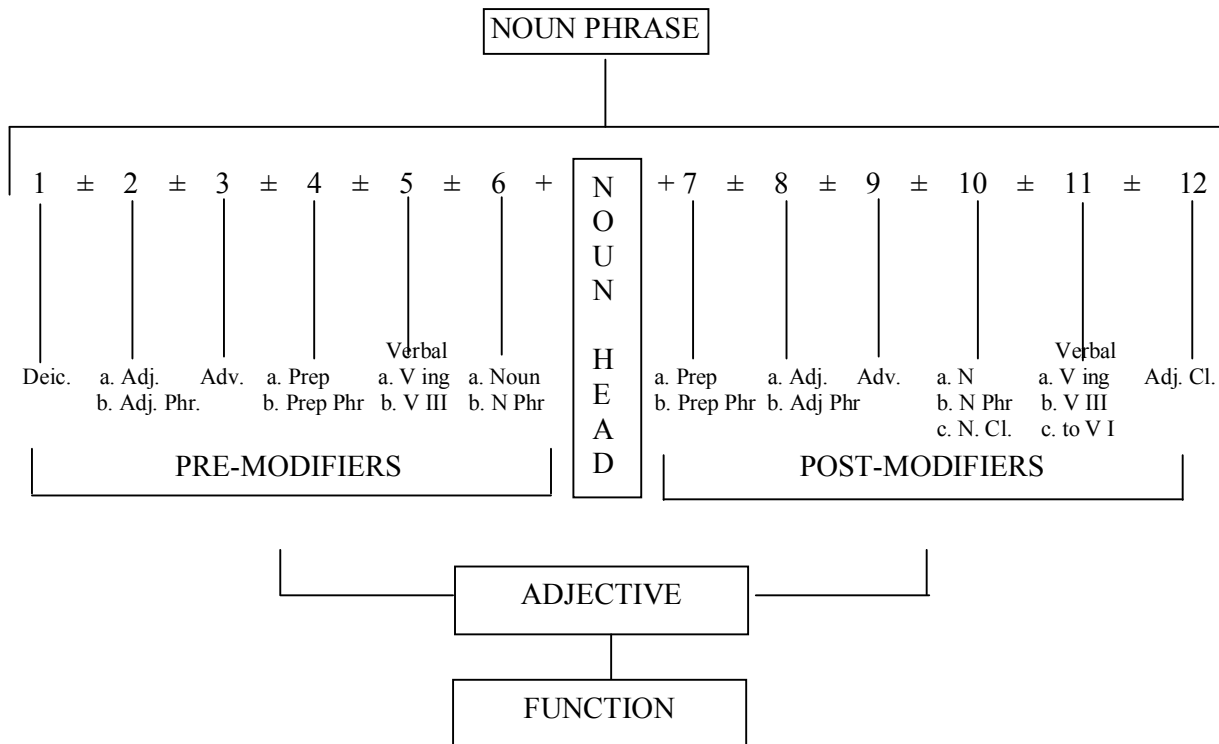 NOUN PHRASE
1 ± 2 ± 3 ± 4 ± 5 ± 6 + NOUN HEAD + 7 ± 8 ± 9 ± 10 ± 11 ± 12
Deic.
a. Adj.
b. Adj. Phr.
Adv.
a. Prep
b. Prep Phr
Verbal
a. V ing
b. V III
a. Noun
b. N Phr
a. Prep
b. Prep Phr
a. Adj.
b. Adj Phr
Adv.
a. N
b. N Phr
c. N. Cl.
Verbal
a. V ing
b. V III
c. to V I
Adj. Cl.
PRE-MODIFIERS
POST-MODIFIERS
ADJECTIVE
FUNCTION